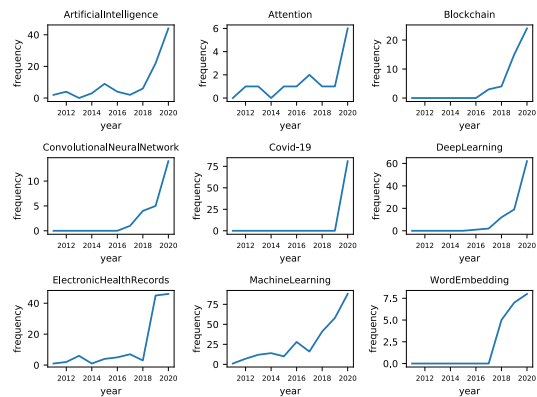 ArtificialIntelligence
frequency
40
20
0
2012 2014 2016 2018 2020
year
Attention
frequency
6
4
2
0
2012 2014 2016 2018 2020
year
Blockchain
frequency
20
10
0
2012 2014 2016 2018 2020
year
ConvolutionalNeuralNetwork
frequency
10
5
0
2012 2014 2016 2018 2020
year
Covid-19
frequency
75
50
25
0
2012 2014 2016 2018 2020
year
DeepLearning
frequency
60
40
20
0
2012 2014 2016 2018 2020
year
ElectronicHealthRecords
frequency
40
20
0
2012 2014 2016 2018 2020
year
MachineLearning
frequency
75
50
25
0
2012 2014 2016 2018 2020
year
WordEmbedding
frequency
7.5
5.0
2.5
0.0
2012 2014 2016 2018 2020
year